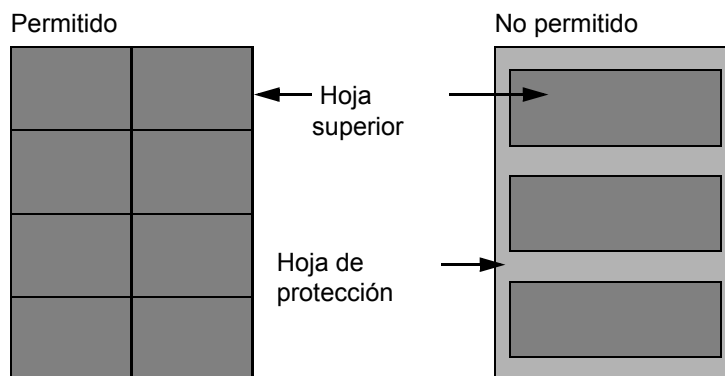 Permitido
No permitido
Hoja
superior
Hoja de
protección